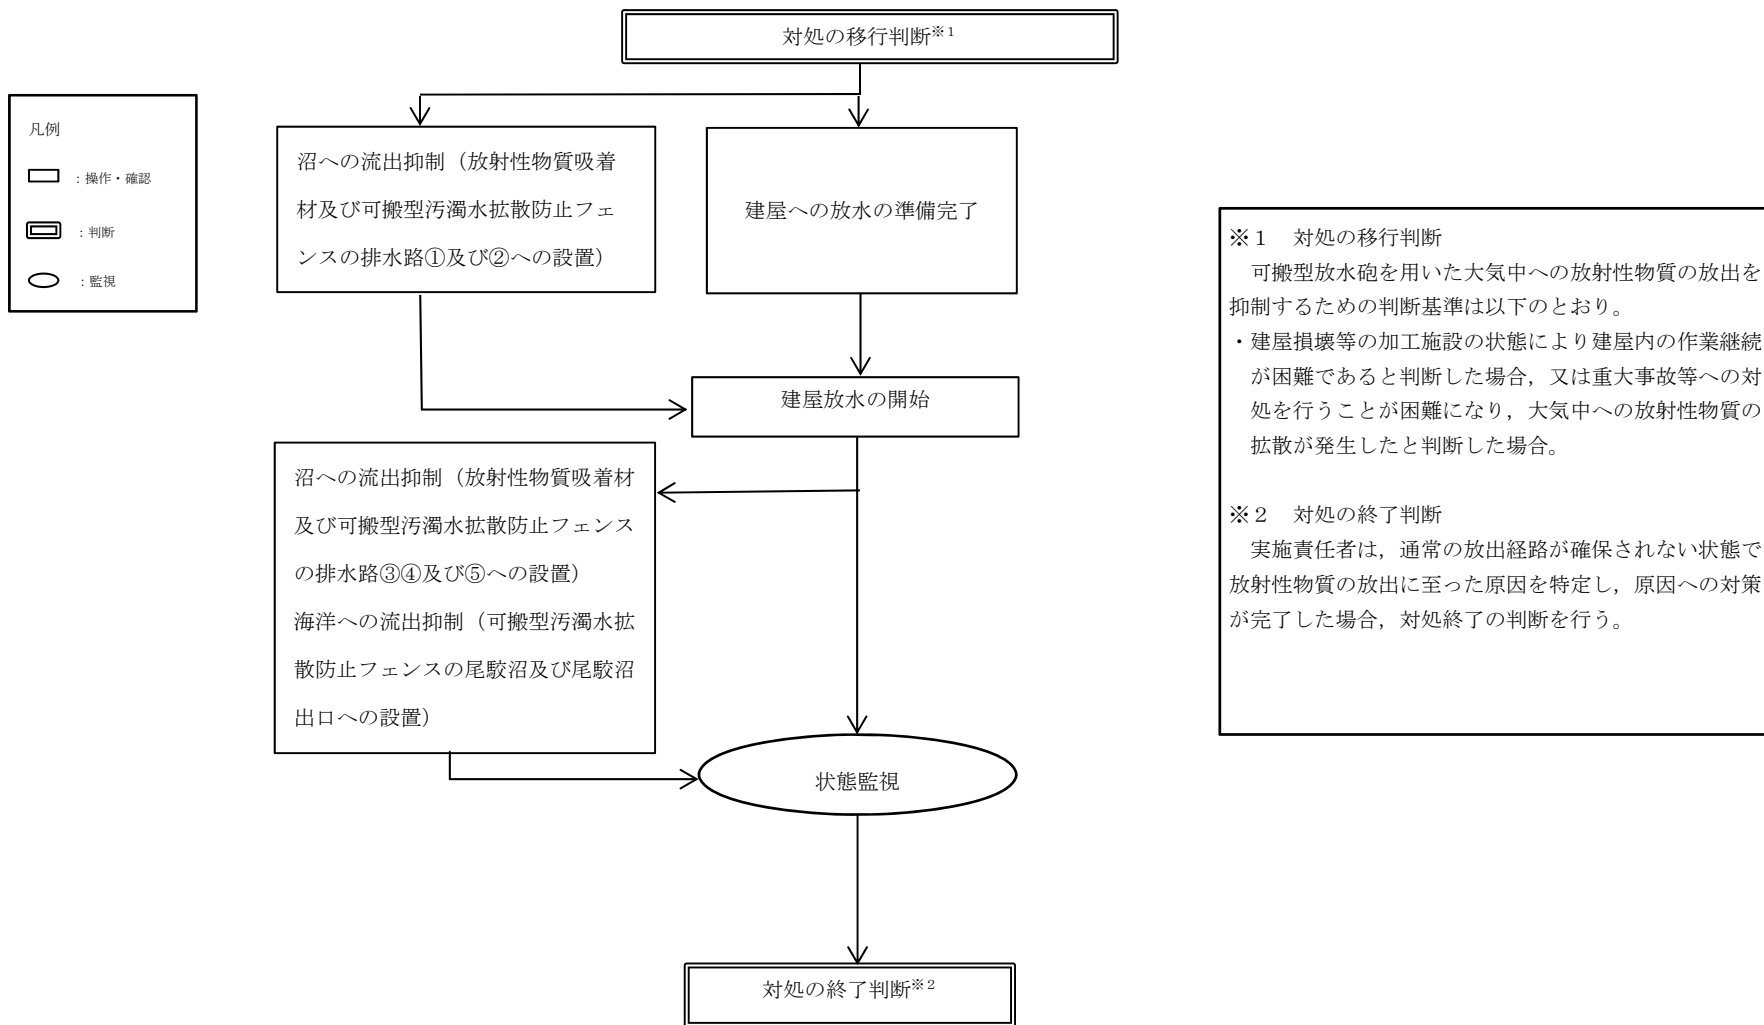 対処の移行判断※1
凡例
:操作・確認
:判断
:監視
沼への流出抑制(放射性物質吸着
材及び可搬型汚濁水拡散防止フェ
ンスの排水路①及び②への設置)
建屋への放水の準備完了
建屋放水の開始
沼への流出抑制(放射性物質吸着材
及び可搬型汚濁水拡散防止フェンス
の排水路③④及び⑤への設置)
海洋への流出抑制(可搬型汚濁水拡
散防止フェンスの尾駮沼及び尾駮沼
出口への設置)
状態監視
対処の終了判断※2
※1 対処の移行判断
可搬型放水砲を用いた大気中への放射性物質の放出を
抑制するための判断基準は以下のとおり。
・建屋損壊等の加工施設の状態により建屋内の作業継続
が困難であると判断した場合,又は重大事故等への対
処を行うことが困難になり,大気中への放射性物質の
拡散が発生したと判断した場合。
※2 対処の終了判断
実施責任者は,通常の放出経路が確保されない状態で
放射性物質の放出に至った原因を特定し,原因への対策
が完了した場合,対処終了の判断を行う。